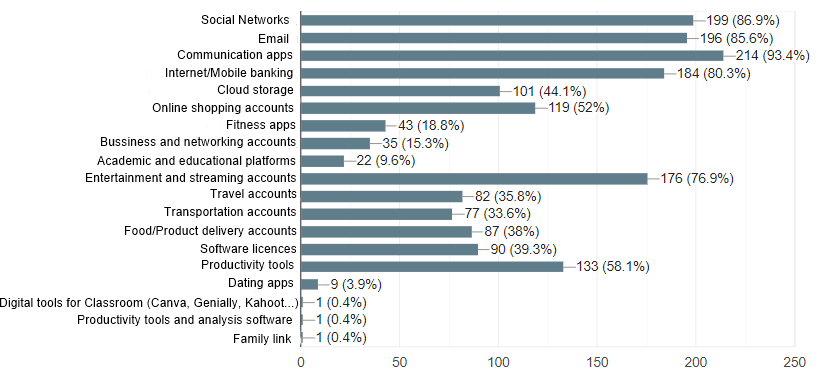 Social Networks 199 (86.9%)
Email 196 (85.6%)
Communication apps 214 (93.4%)
Internet/Mobile banking 184 (80.3%)
Cloud storage 101 (44.1%)
Online shopping accounts 119 (52%)
Fitness apps 43 (18.8%)
Bussiness and networking accounts 35 (15.3%)
Academic and educational platforms 22 (9.6%)
Entertainment and streaming accounts 176 (76.9%)
Travel accounts 82 (35.8%)
Transportation accounts 77 (33.6%)
Food/Product delivery accounts 87 (38%)
Software licences 90 (39.3%)
Productivity tools 133 (58.1%)
Dating apps 9 (3.9%)
Digital tools for Classroom (Canva, Genially, Kahoot...) 1 (0.4%)
Productivity tools and analysis software 1 (0.4%)
Family link 1 (0.4%)
0 50 100 150 200 250